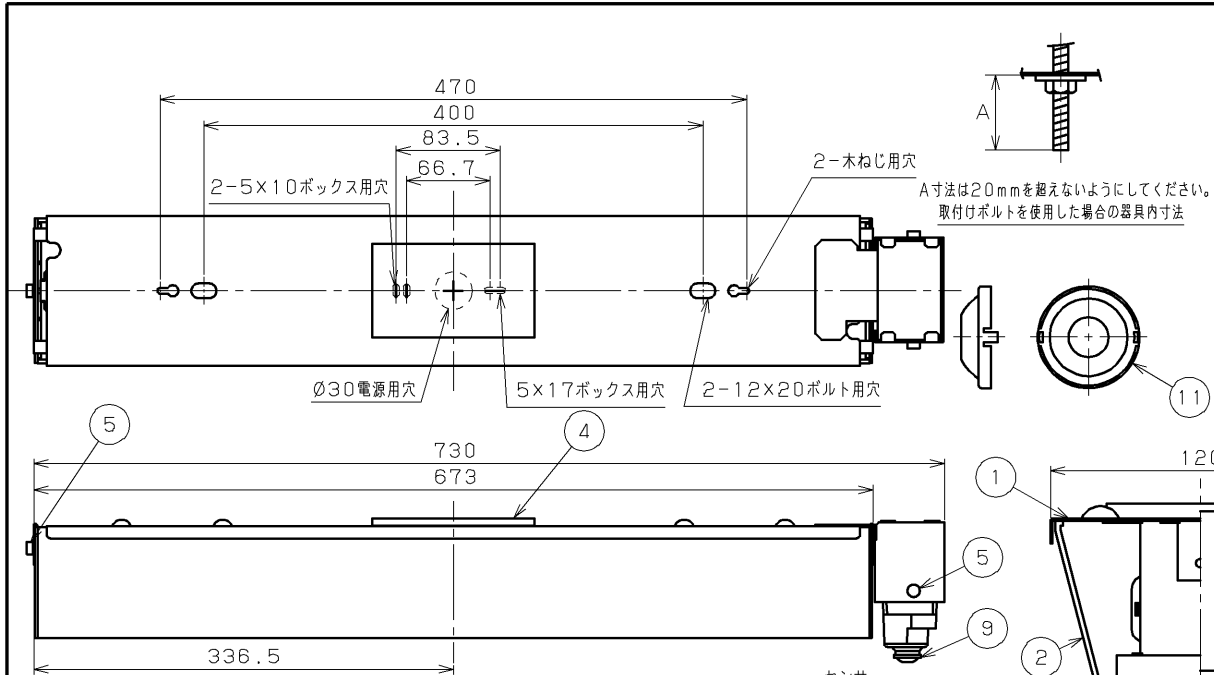 470
400
83.5
66.7
2-5×10ボックス用穴
2-木ねじ用穴
A
A寸法は20mmを超えないようにしてください。
取付けボルトを使用した場合の器具内寸法
Ø30電源用穴
5×17ボックス用穴
2-12×20ボルト用穴
11
5
4
730
673
1
120
5
9
2
336.5